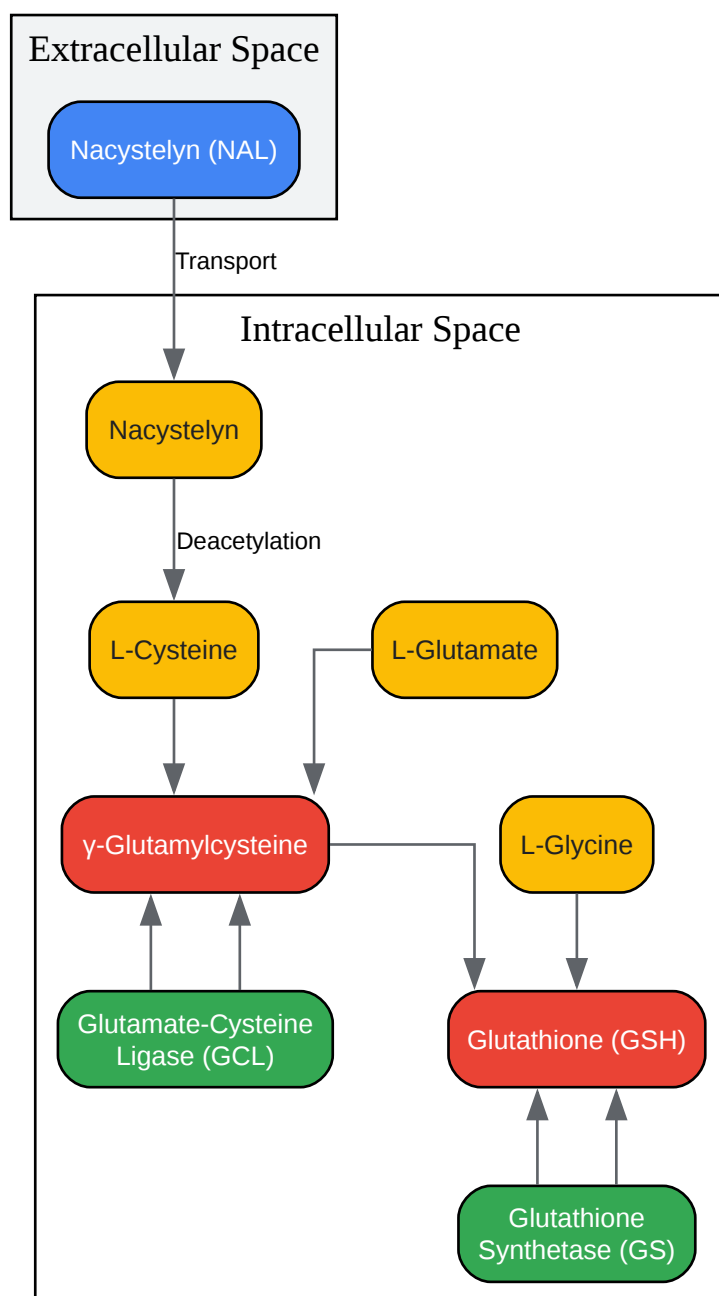 Extracellular Space
Nacystelyn (NAL)
Transport
Intracellular Space
Nacystelyn
Deacetylation
L-Cysteine
L-Glutamate
γ-Glutamylcysteine
L-Glycine
Glutamate-Cysteine
Ligase (GCL)
Glutathione (GSH)
Glutathione
Synthetase (GS)